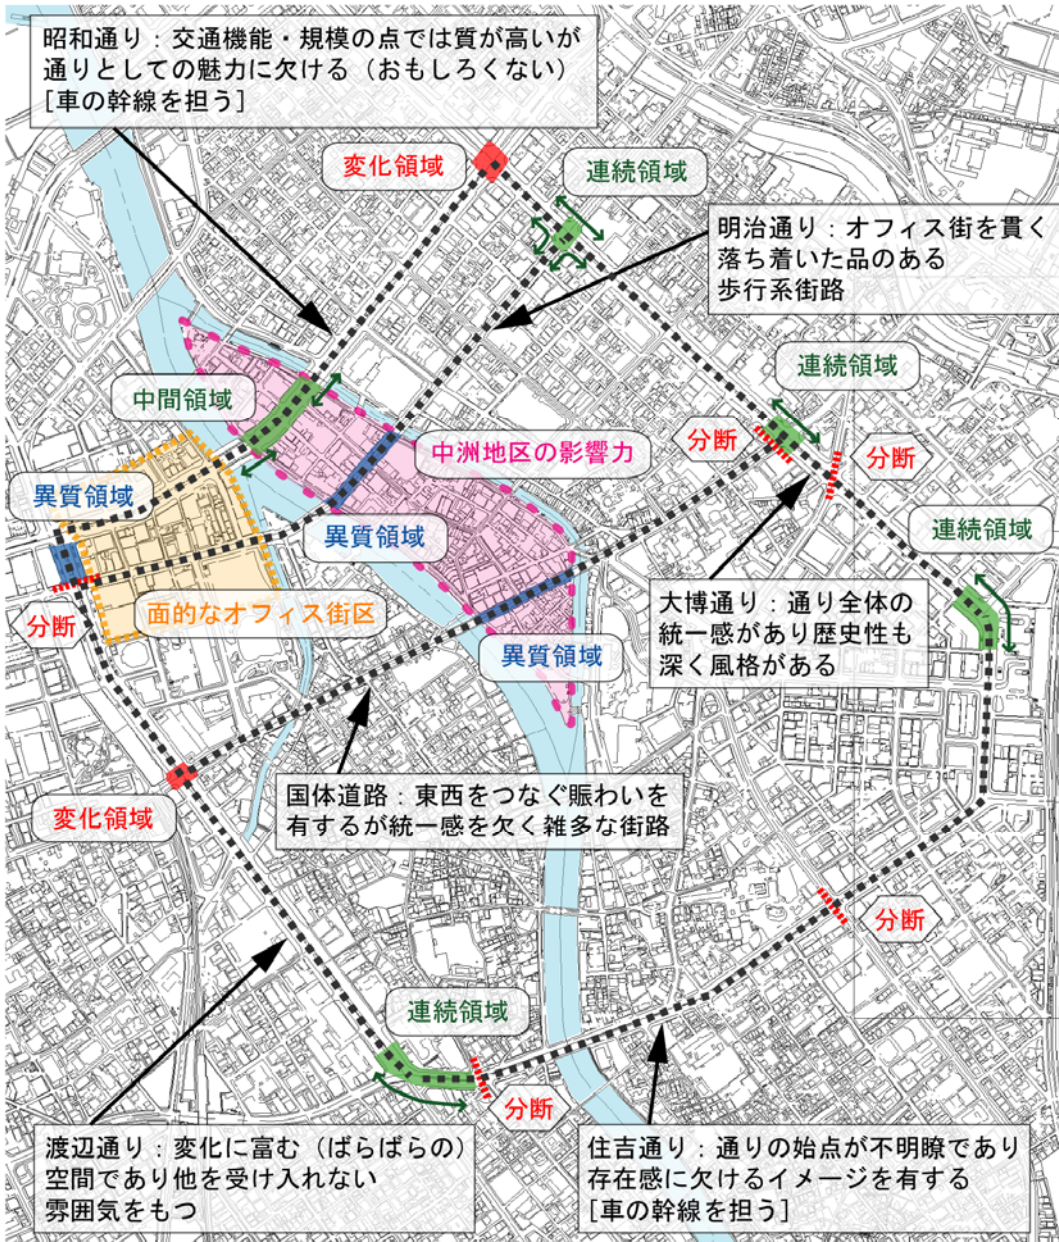 昭和通り：交通機能・規模の点では質が高いが
通りとしての魅力に欠ける（おもしろくない）
[車の幹線を担う]
変化領域
連続領域
明治通り：オフィス街を貫く
落ち着いた品のある
歩行系街路
連続領域
中間領域
分断
中洲地区の影響力
分断
異質領域
異質領域
連続領域
大博通り：通り全体の
統一感があり歴史性も
深く風格がある
面的なオフィス街区
分断
異質領域
国体道路：東西をつなぐ賑わいを
有するが統一感を欠く雑多な街路
変化領域
分断
連続領域
分断
渡辺通り：変化に富む（ばらばらの）
空間であり他を受け入れない
雰囲気をもつ
住吉通り：通りの始点が不明瞭であり
存在感に欠けるイメージを有する
[車の幹線を担う]